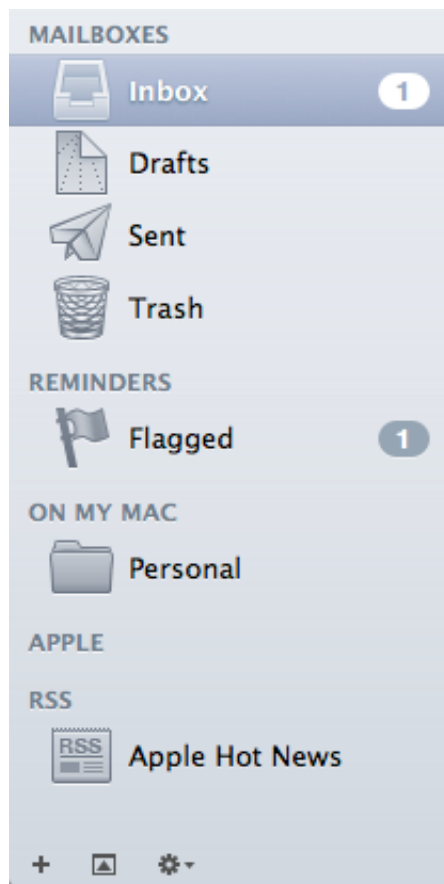 MAILBOXES
Inbox 1
Drafts
Sent
Trash
REMINDERS
Flagged 1
ON MY MAC
Personal
APPLE
RSS
RSS Apple Hot News